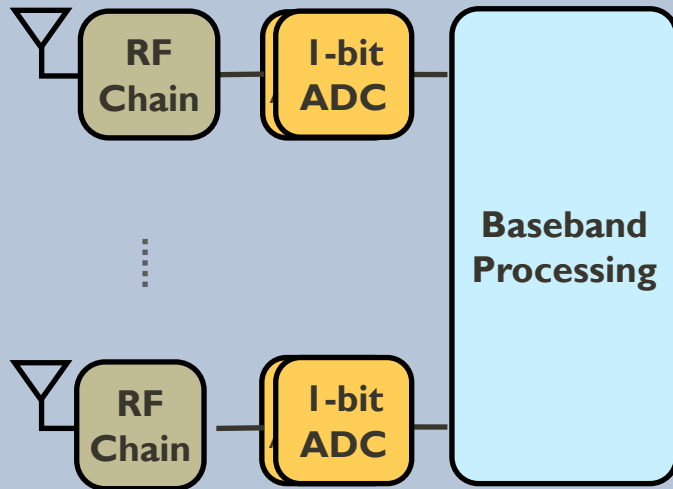 RF
Chain
1-bit
ADC
Baseband
Processing
RF
Chain
1-bit
ADC